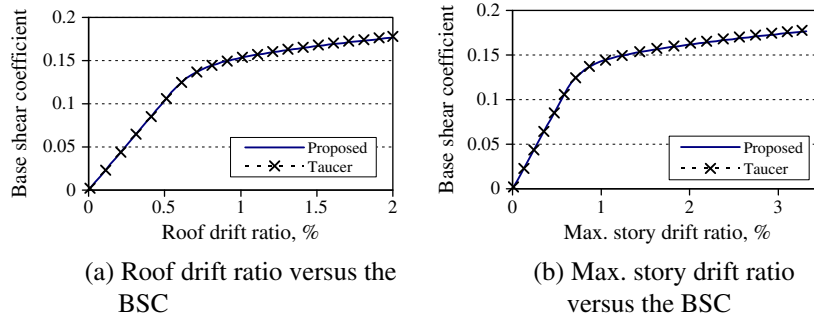 Base shear coefficient
0.2
0.15
0.1
0.05
0
0 0.5 1 1.5 2
Proposed
Taucer
Roof drift ratio, %
(a) Roof drift ratio versus the
BSC
Base shear coefficient
0.2
0.15
0.1
0.05
0
0 1 2 3
Proposed
Taucer
Max. story drift ratio, %
(b) Max. story drift ratio
versus the BSC